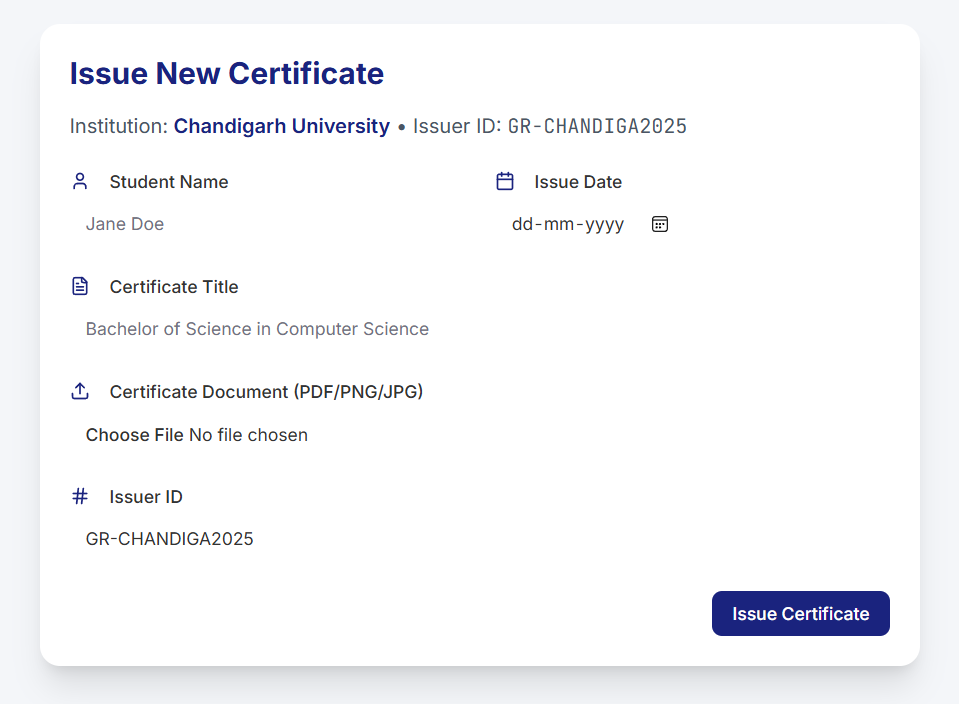 Issue New Certificate
Institution: Chandigarh University • Issuer ID: GR-CHANDIGA2025
Student Name
Jane Doe
Issue Date
dd-mm-yyyy
Certificate Title
Bachelor of Science in Computer Science
Certificate Document (PDF/PNG/JPG)
Choose File No file chosen
# Issuer ID
GR-CHANDIGA2025
Issue Certificate